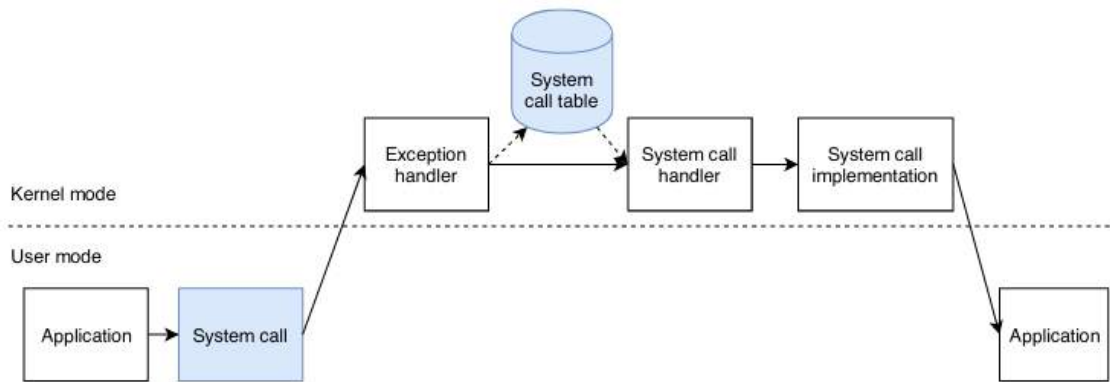 System
call table
Exception
handler
System call
handler
System call
implementation
Kernel mode
User mode
Application
System call
Application